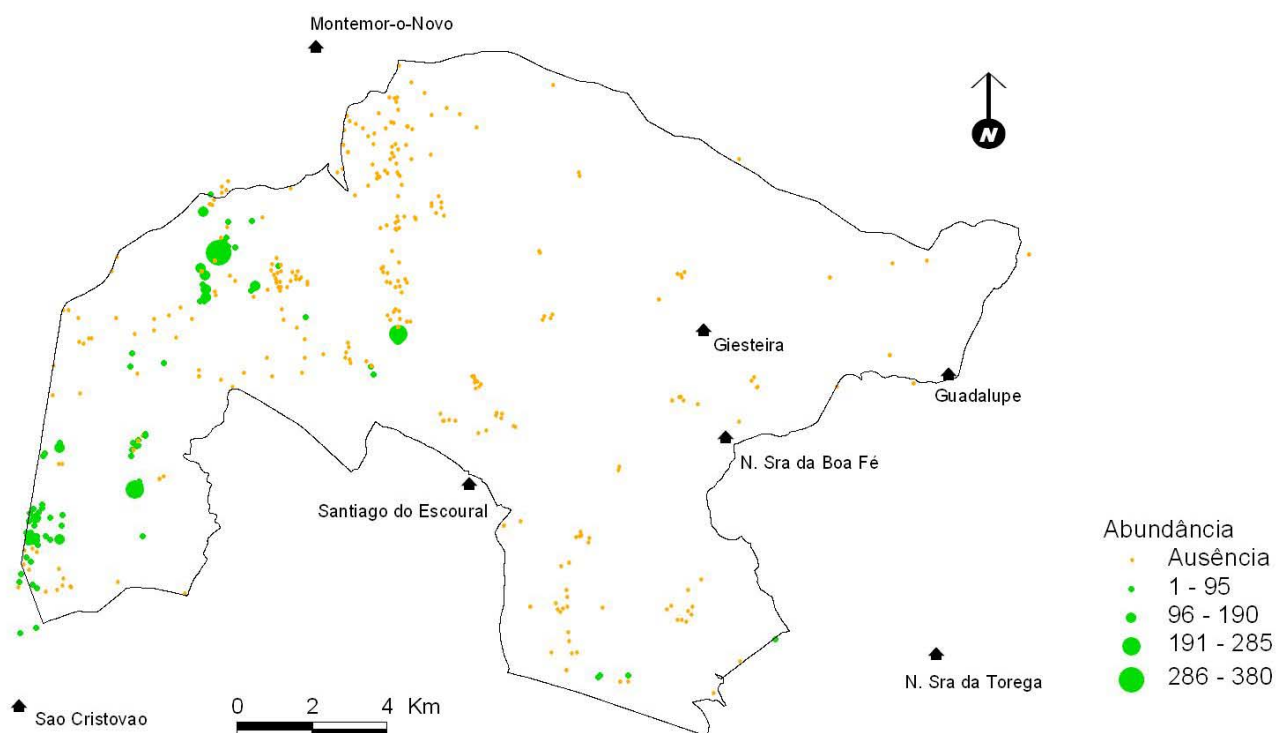 Montemor-o-Novo
N
Giesteira
Guadalupe
N. Sra da Boa Fé
Santiago do Escoural
Abundância
Ausência
1 - 95
96 - 190
191 - 285
286 - 380
N. Sra da Torega
Sao Cristovao
0 2 4 Km